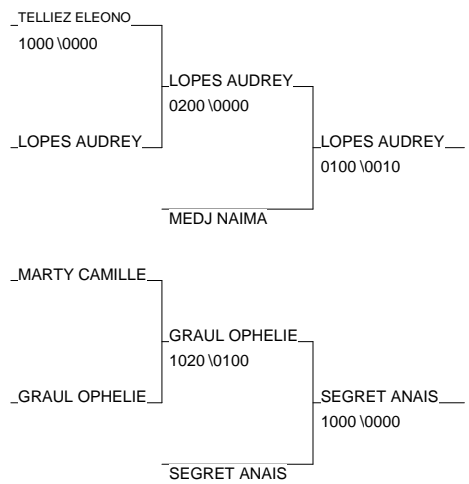 TELLIEZ ELEONO
1000 \0000
LOPES AUDREY
0200 \0000
LOPES AUDREY
LOPES AUDREY
0100 \0010
MEDJ NAIMA
MARTY CAMILLE
GRAUL OPHELIE
1020 \0100
GRAUL OPHELIE
SEGRET ANAIS
1000 \0000
SEGRET ANAIS